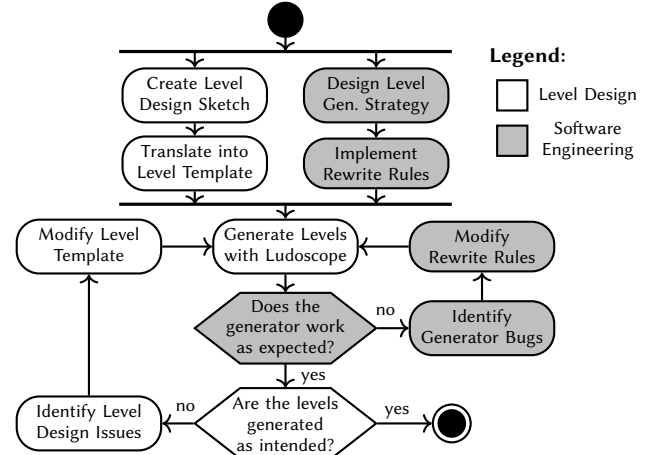 Legend:
Level Design
Software
Engineering
Create Level
Design Sketch
Design Level
Gen. Strategy
Translate into
Level Template
Implement
Rewrite Rules
Modify Level
Template
Generate Levels
with Ludoscope
Modify
Rewrite Rules
Does the
generator work
as expected?
no
Identify
Generator Bugs
yes
Identify Level
Design Issues
no
Are the levels
generated
as intended?
yes